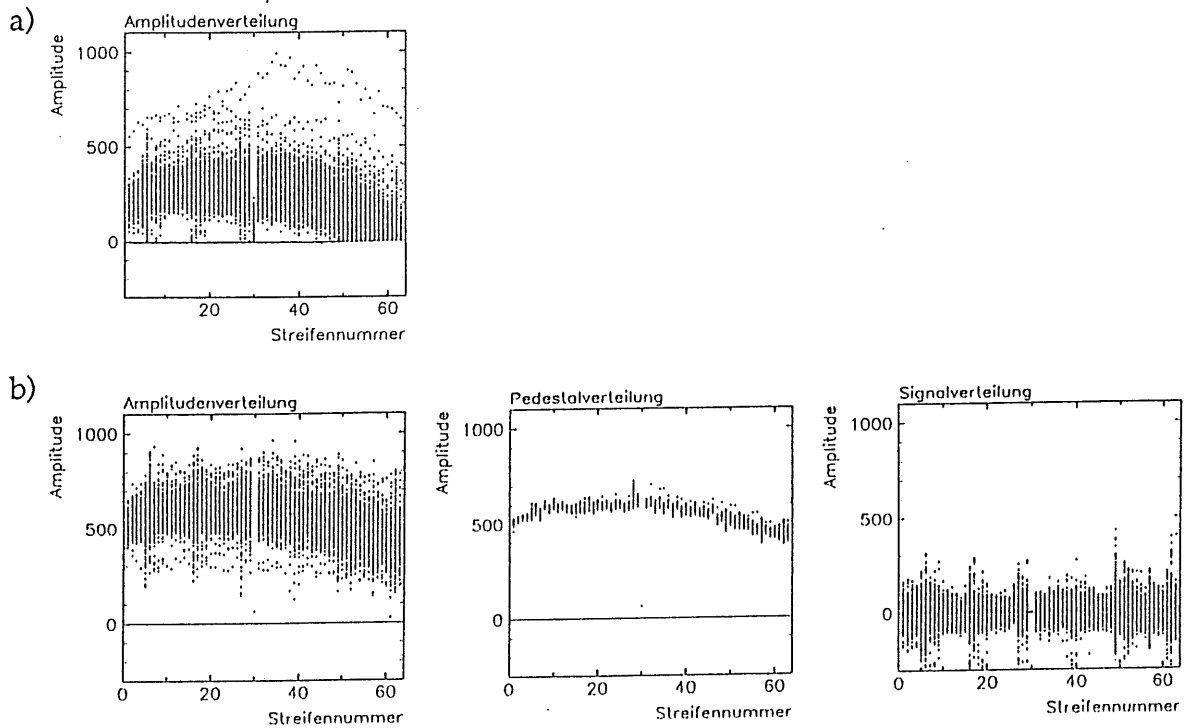 a)
Amplitudenverteilung
Amplitude
1000
500
0
20 40 60
Streifennummer
b)
Amplitudenverteilung
Amplitude
1000
500
0
0 20 40 60
Streifennummer
Pedestalverteilung
Amplitude
1000
500
0
0 20 40 60
Streifennummer
Signalverteilung
Amplitude
1000
500
0
0 20 40 60
Streifennummer